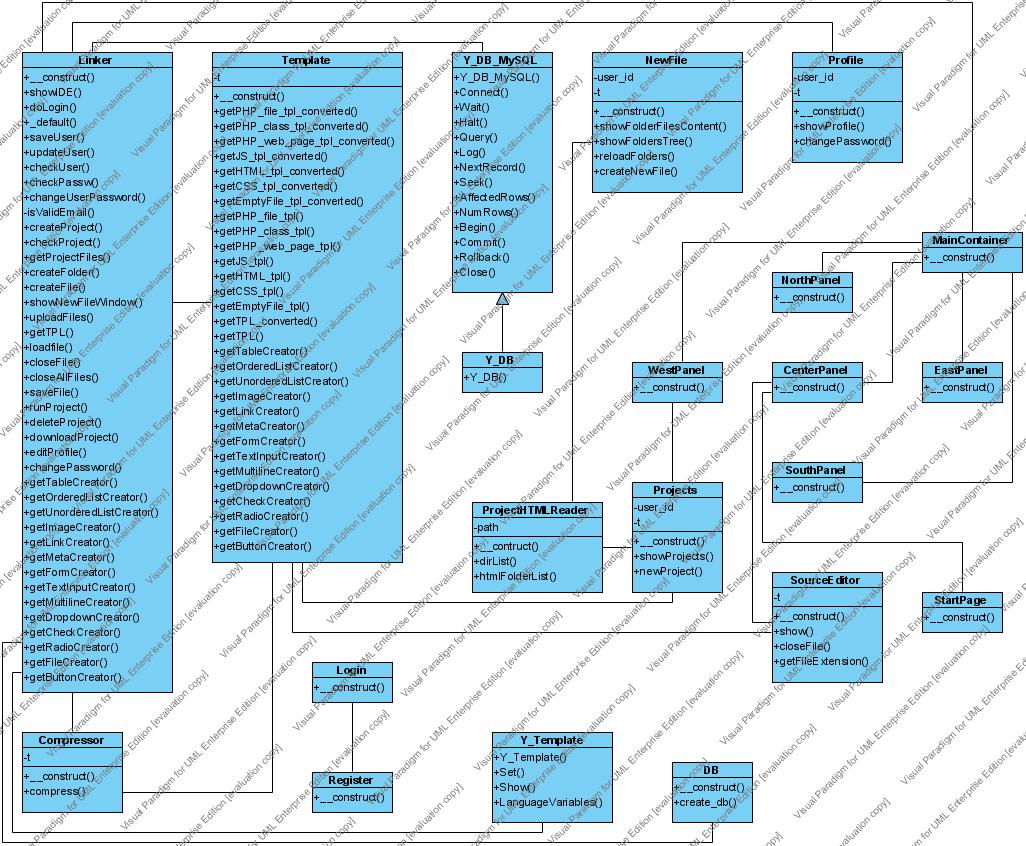 Linker
+__construct()
+showIDE()
+doLogin()
+_default()
+saveUser()
+updateUser()
+checkUser()
+checkPassw()
+changeUserPassword()
-isValidEmail()
+createProject()
+checkProject()
+getProjectFiles()
+createFolder()
+createFile()
+showNewFileWindow()
+uploadFiles()
+getTPL()
+loadfile()
+closeFile()
+closeAllFiles()
+saveFile()
+runProject()
+deleteProject()
+downloadProject()
+editProfile()
+changePassword()
+getTableCreator()
+getOrderedListCreator()
+getUnorderedListCreator()
+getImageCreator()
+getLinkCreator()
+getMetaCreator()
+getFormCreator()
+getTextInputCreator()
+getMultilineCreator()
+getDropdownCreator()
+getCheckCreator()
+getRadioCreator()
+getFileCreator()
+getButtonCreator()
Template
-t
+__construct()
+getPHP_file_tpl_converted()
+getPHP_class_tpl_converted()
+getPHP_web_page_tpl_converted()
+getJS_tpl_converted()
+getHTML_tpl_converted()
+getCSS_tpl_converted()
+getEmptyFile_tpl_converted()
+getPHP_file_tpl()
+getPHP_class_tpl()
+getPHP_web_page_tpl()
+getJS_tpl()
+getHTML_tpl()
+getCSS_tpl()
+getEmptyFile_tpl()
+getTPL_converted()
+getTPL()
+getTableCreator()
+getOrderedListCreator()
+getUnorderedListCreator()
+getImageCreator()
+getLinkCreator()
+getMetaCreator()
+getFormCreator()
+getTextInputCreator()
+getMultilineCreator()
+getDropdownCreator()
+getCheckCreator()
+getRadioCreator()
+getFileCreator()
+getButtonCreator()
Y_DB_MySQL
+Y_DB_MySQL()
+Connect()
+Wait()
+Halt()
+Query()
+Log()
+NextRecord()
+Seek()
+AffectedRows()
+NumRows()
+Begin()
+Commit()
+Rollback()
+Close()
NewFile
-user_id
-t
+__construct()
+showFolderFilesContent()
+showFoldersTree()
+reloadFolders()
+createNewFile()
Profile
-user_id
-t
+__construct()
+showProfile()
+changePassword()
MainContainer
+__construct()
NorthPanel
+__construct()
Y_DB
+Y_DB()
WestPanel
+__construct()
CenterPanel
+__construct()
EastPanel
+__construct()
SouthPanel
+__construct()
ProjectHTMLReader
-path
+__contruct()
+dirList()
+htmlFolderList()
Projects
-user_id
-t
+__construct()
+showProjects()
+newProject()
SourceEditor
-t
+__construct()
+show()
+closeFile()
+getFileExtension()
StartPage
+__construct()
Login
+__construct()
Register
+__construct()
Compressor
-t
+__construct()
+compress()
Y_Template
+Y_Template()
+Set()
+Show()
+LanguageVariables()
DB
+__construct()
+create_db()
Visual Paradigm for UML Enterprise Edition [evaluation copy]